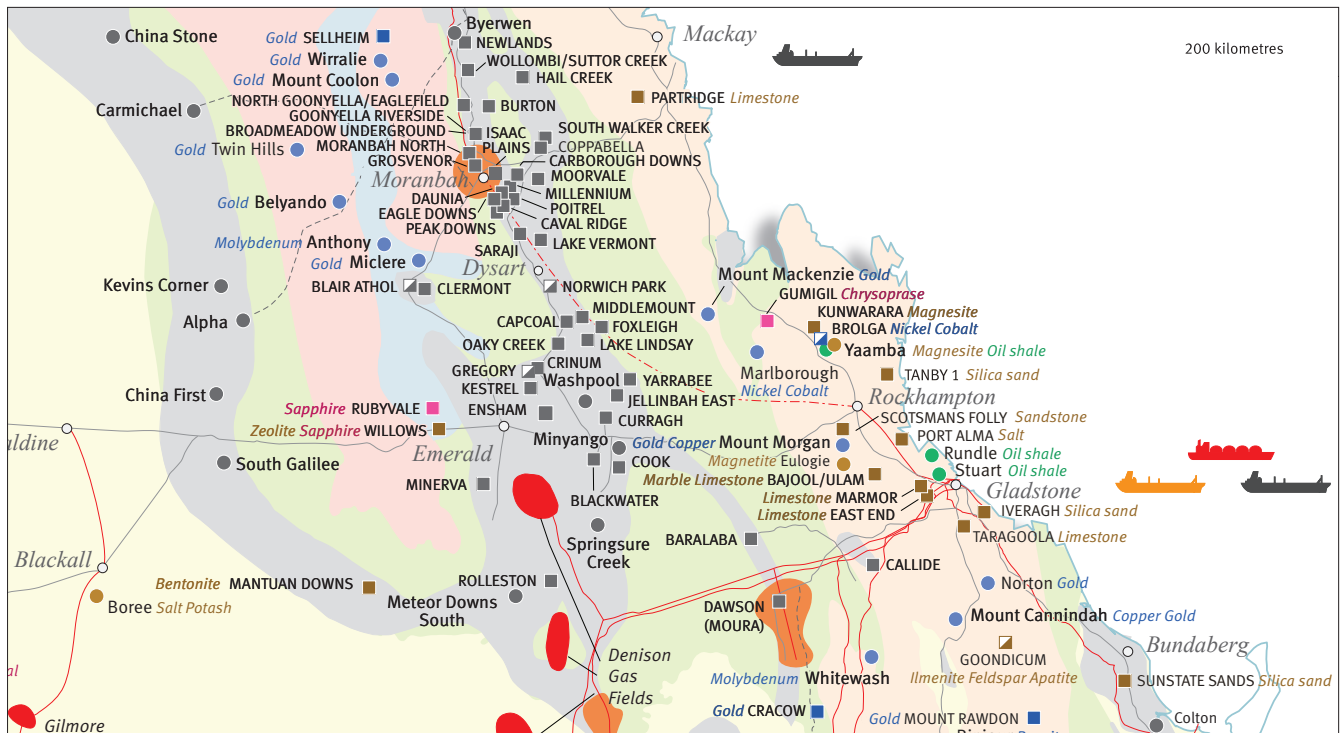 Byerwen
China Stone
Gold SELLHEIM
NEWLANDS
Mackay
200 kilometres
Gold Wirralie
WOLLOMBI/SUTTOR CREEK
Gold Mount Coolon
HAIL CREEK
NORTH GOONYELLA/EAGLEFIELD
BURTON
PARTRIDGE Limestone
Carmichael
GOONYELLA RIVERSIDE
BROADMEADOW UNDERGROUND
ISAAC
PLAINS
SOUTH WALKER CREEK
Gold Twin Hills
MORANBAH NORTH
COPPABELLA
GROSVENOR
CARBOROUGH DOWNS
Moranbah
MOORVALE
Gold Belyando
DAUNIA
MILLENNIUM
EAGLE DOWNS
POITREL
PEAK DOWNS
CAVAL RIDGE
Molybdenum Anthony
SARAJI
LAKE VERMONT
Gold Miclere
Dysart
Mount Mackenzie Gold
Kevins Corner
BLAIR ATHOL
CLERMONT
NORWICH PARK
GUMIGIL Chrysoprase
MIDDLEMOUNT
KUNWARARA Magnesite
Alpha
CAPCOAL
FOXLEIGH
BROLGA Nickel Cobalt
OAKY CREEK
LAKE LINDSAY
Yaamba Magnesite Oil shale
GREGORY
CRINUM
Marlborough
Nickel Cobalt
TANBY 1 Silica sand
Washpool
YARRABEE
China First
KESTREL
JELLINBAH EAST
Rockhampton
Sapphire RUBYVALE
ENSHAM
CURRAGH
SCOTSMANS FOLLY Sandstone
Zeolite Sapphire WILLOWS
Minyango
Gold Copper Mount Morgan
PORT ALMA Salt
aldine
Emerald
Rundle Oil shale
South Galilee
COOK
Magnetite Eulogie
Stuart Oil shale
MINERVA
Marble Limestone BAJOOL/ULAM
Gladstone
BLACKWATER
Limestone MARMOR
IVERAGH Silica sand
Limestone EAST END
Springsure
Creek
BARALABA
TARAGOOLA Limestone
Blackall
CALLIDE
Bentonite MANTUAN DOWNS
ROLLESTON
Norton Gold
Boree Salt Potash
Meteor Downs
South
DAWSON
(MOURA)
Mount Cannindah Copper Gold
Bundaberg
Denison
Gas
Fields
GOONDICUM
Ilmenite Feldspar Apatite
al
Molybdenum Whitewash
SUNSTATE SANDS Silica sand
Gold CRACOW
Gold MOUNT RAWDON
Colton
Gilmore